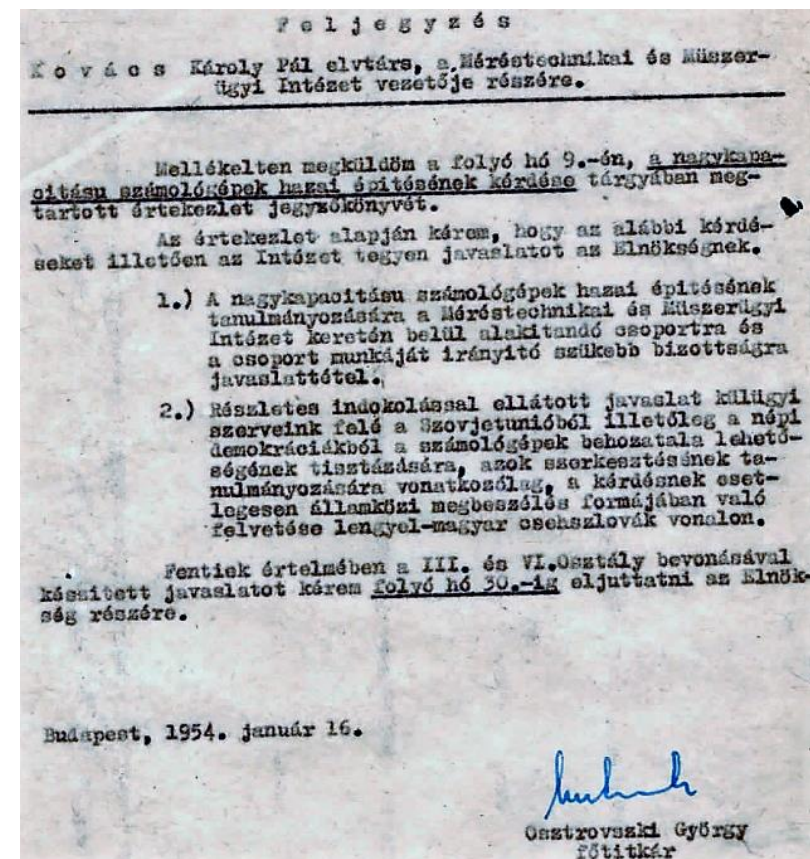 F e l j e g y z é s
K o v á c s Károly Pál elvtárs, a Méréstechnikai és Müszer-
ügyi Intézet vezetője részére.
Mellékelten megküldöm a folyó hó 9.-én, a nagykapa-
citásu számológépek hazai épitésének kérdése tárgyában meg-
tartott értekezlet jegyzőkönyvét.
Az értekezlet alapján kérem, hogy az alábbi kérdé-
seket illetően az Intézet tegyen javaslatot az Elnökségnek.
1.) A nagykapacitásu számológépek hazai épitésének
tanulmányozására a Méréstechnikai és Müszerügyi
Intézet keretén belül alakitandó csoportra és
a csoport munkáját irányitó szükebb bizottságra
javaslattétel.
2.) Részletes indokolással ellátott javaslat külügyi
szerveink felé a Szovjetunióból illetőleg a népi
demokráciákból a számológépek behozatala lehető-
ségének tisztázására, azok szerkesztésének ta-
nulmányozására vonatkozólag, a kérdésnek eset-
legesen államközi megbeszélés formájában való
felvetése lengyel-magyar csehszlovák vonalon.
Fentiek értelmében a III. és VI.Osztály bevonásával
készitett javaslatot kérem folyó hó 30.-ig eljuttatni az Elnök-
ség részére.
Budapest, 1954. január 16.
Osztrovszki György
főtitkár